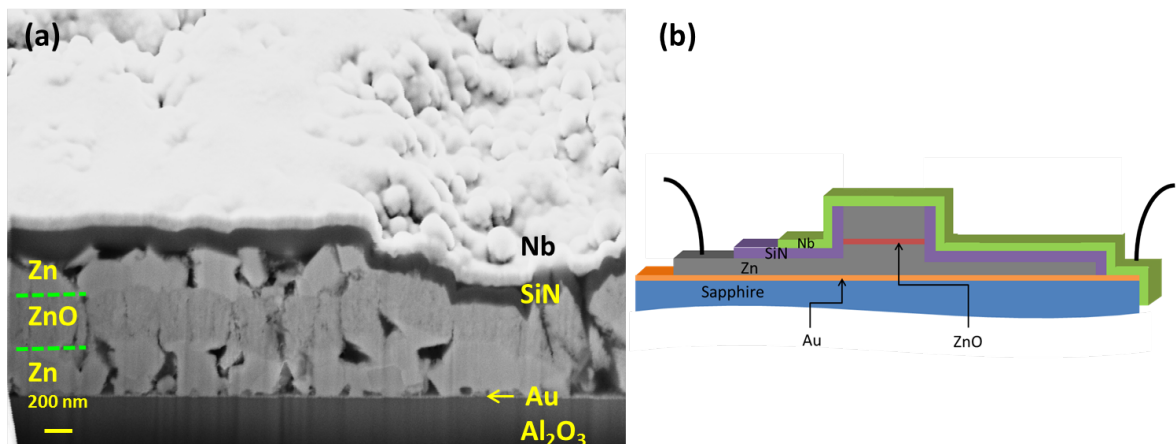 (a)
Nb
Zn
SiN
ZnO
Zn
200 nm
Au
Al₂O₃
(b)
Nb
SiN
Zn
Sapphire
Au
ZnO